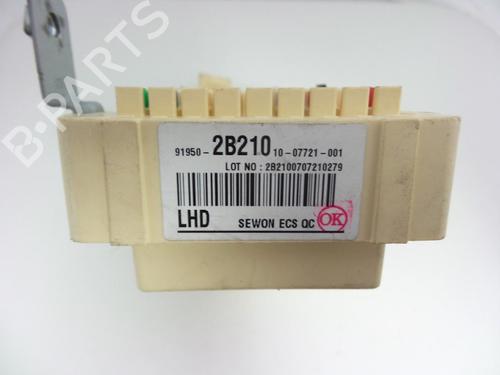 91950- 2B210 10-07721-001
LOT NO : 2B2100707210279
LHD SEWON ECS QC OK
B-PARTS